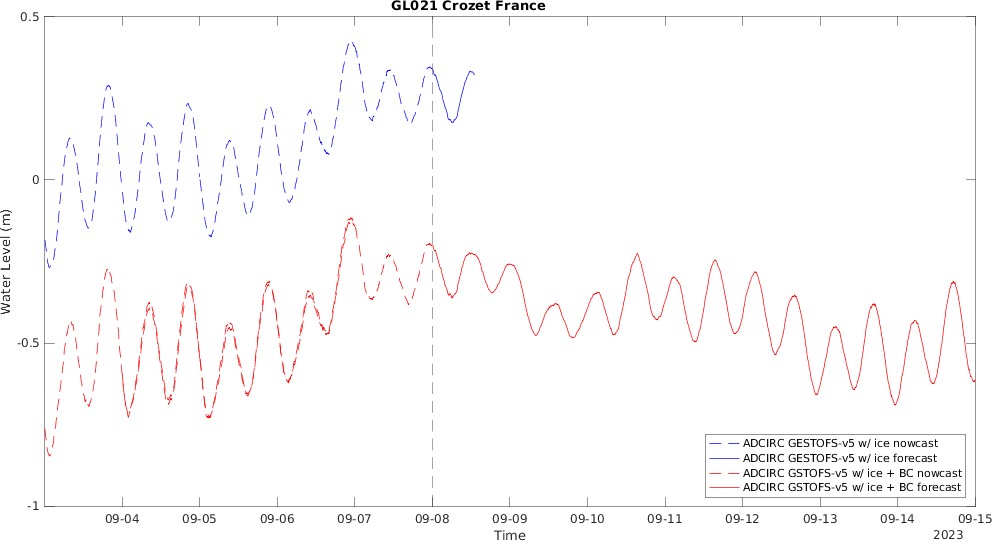 GL021 Crozet France
0.5
0
-0.5
-1
Water Level (m)
09-04 09-05 09-06 09-07 09-08 09-09 09-10 09-11 09-12 09-13 09-14 09-15
Time
2023
ADCIRC GESTOFS-v5 w/ ice nowcast
ADCIRC GESTOFS-v5 w/ ice forecast
ADCIRC GSTOFS-v5 w/ ice + BC nowcast
ADCIRC GSTOFS-v5 w/ ice + BC forecast